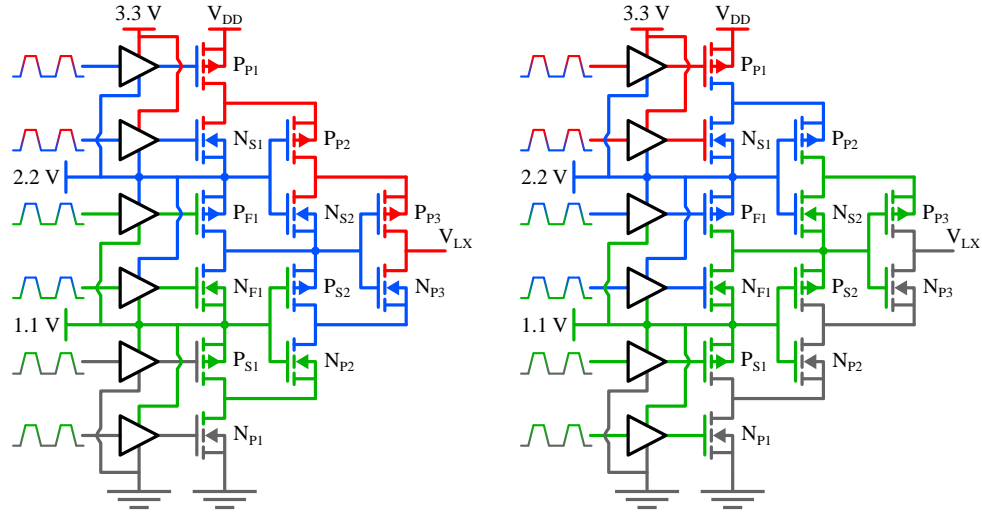 3.3 V V_DD
P_P1
N_S1
P_P2
2.2 V
P_F1
N_S2
P_P3
V_LX
N_F1
P_S2
N_P3
1.1 V
P_S1
N_P2
N_P1
3.3 V V_DD
P_P1
N_S1
P_P2
2.2 V
P_F1
N_S2
P_P3
V_LX
N_F1
P_S2
N_P3
1.1 V
P_S1
N_P2
N_P1